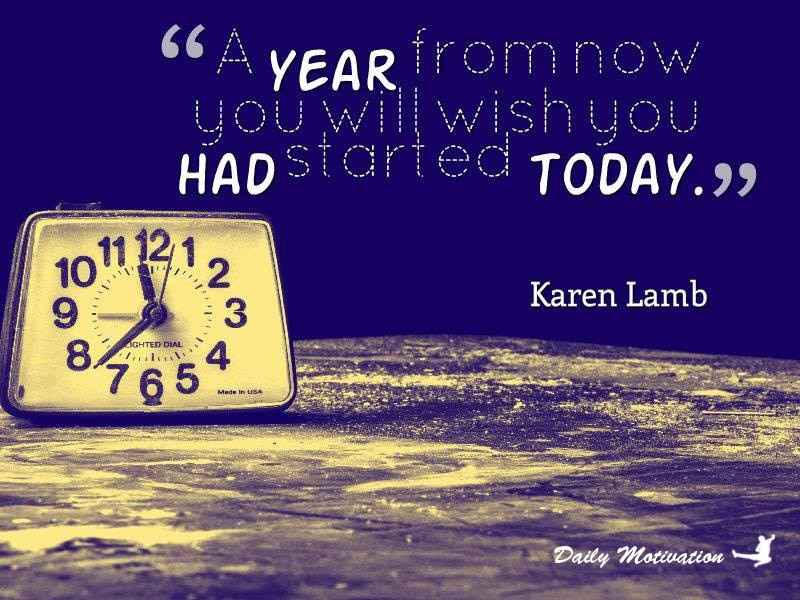 “A YEAR from now
you will wish you
HAD started TODAY.”
Karen Lamb
11 12 1
10 2
9 3
8 4
7 6 5
LIGHTED DIAL
Made in USA
Daily Motivation